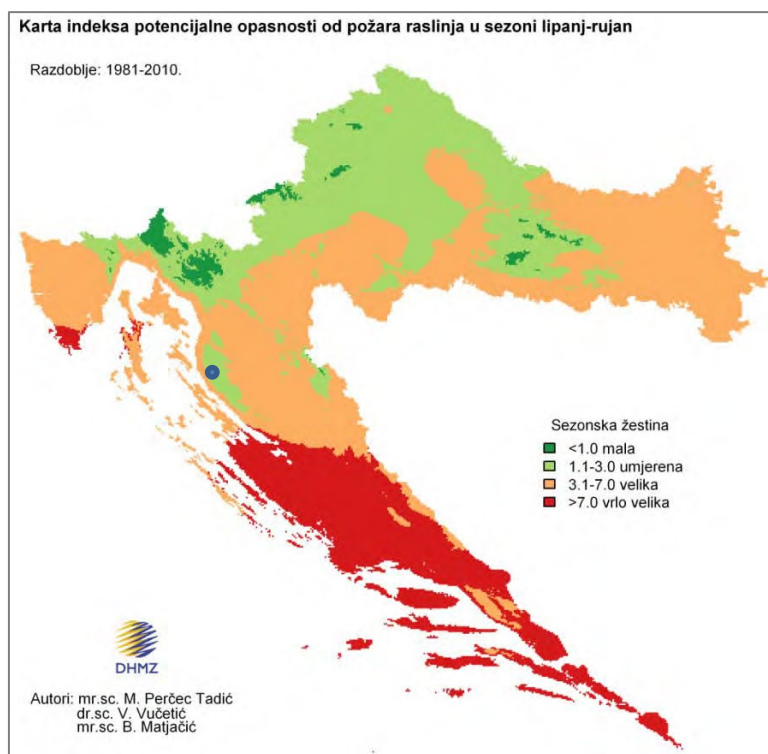 Karta indeksa potencijalne opasnosti od požara raslinja u sezoni lipanj-rujan
Razdoblje: 1981-2010.
Sezonska žestina
<1.0 mala
1.1-3.0 umjerena
3.1-7.0 velika
>7.0 vrlo velika
DHMZ
Autori: mr.sc. M. Perčec Tadić
dr.sc. V. Vučetić
mr.sc. B. Matjačić